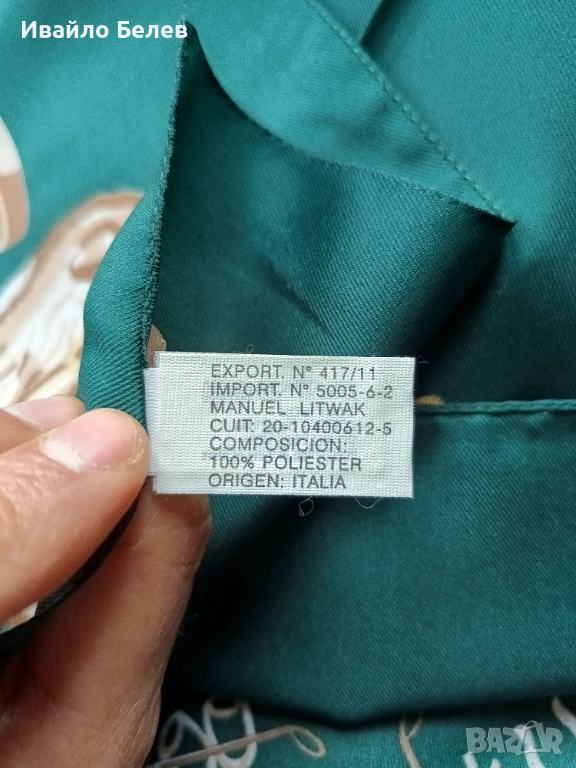 Ивайло Белев
EXPORT. N° 417/11
IMPORT. N° 5005-6-2
MANUEL LITWAK
CUIT: 20-10400612-5
COMPOSICION:
100% POLIESTER
ORIGEN: ITALIA
BAZAR